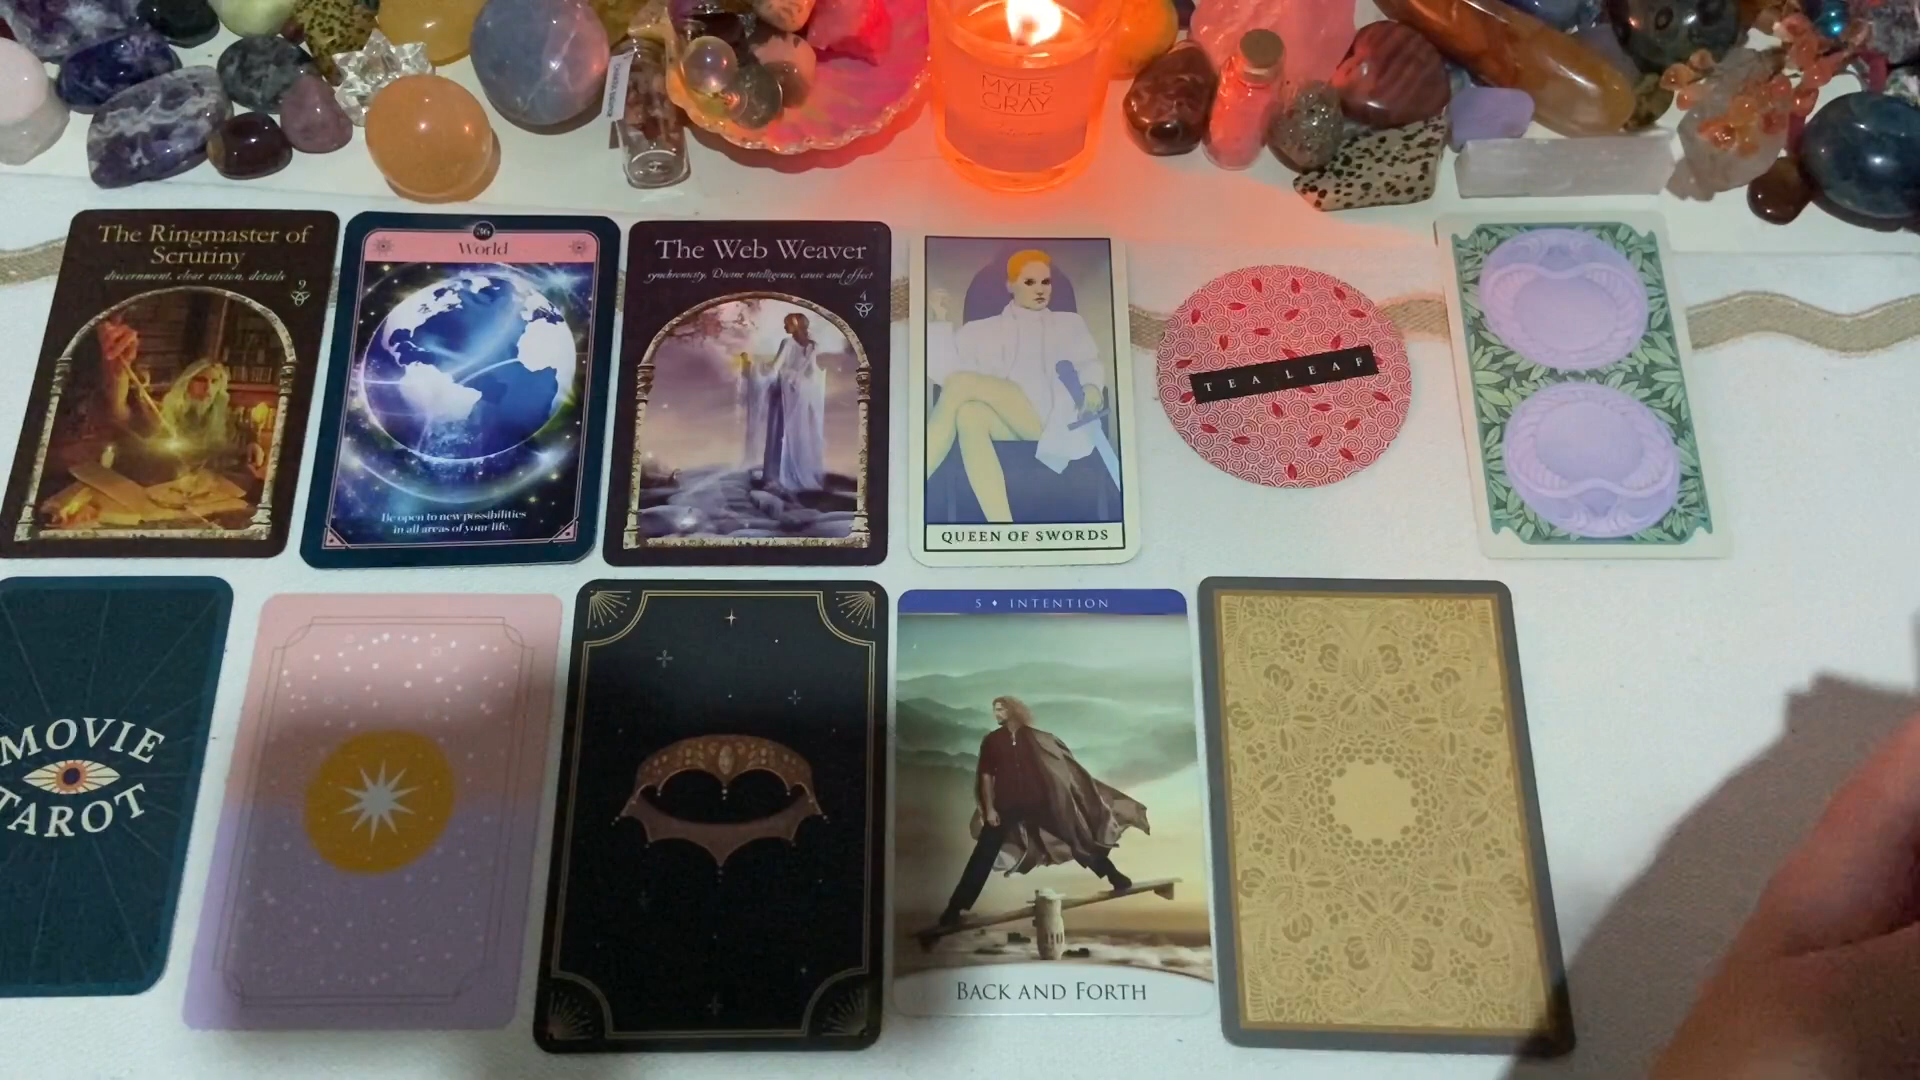 MYLES
GRAY
The Ringmaster of
Scrutiny
discernment, clear vision, details
9
36
World
Be open to new possibilities
in all areas of your life.
The Web Weaver
synchronicity, Divine intelligence, cause and effect
4
QUEEN OF SWORDS
TEA LEAF
MOVIE
TAROT
5 ♦ INTENTION
BACK AND FORTH